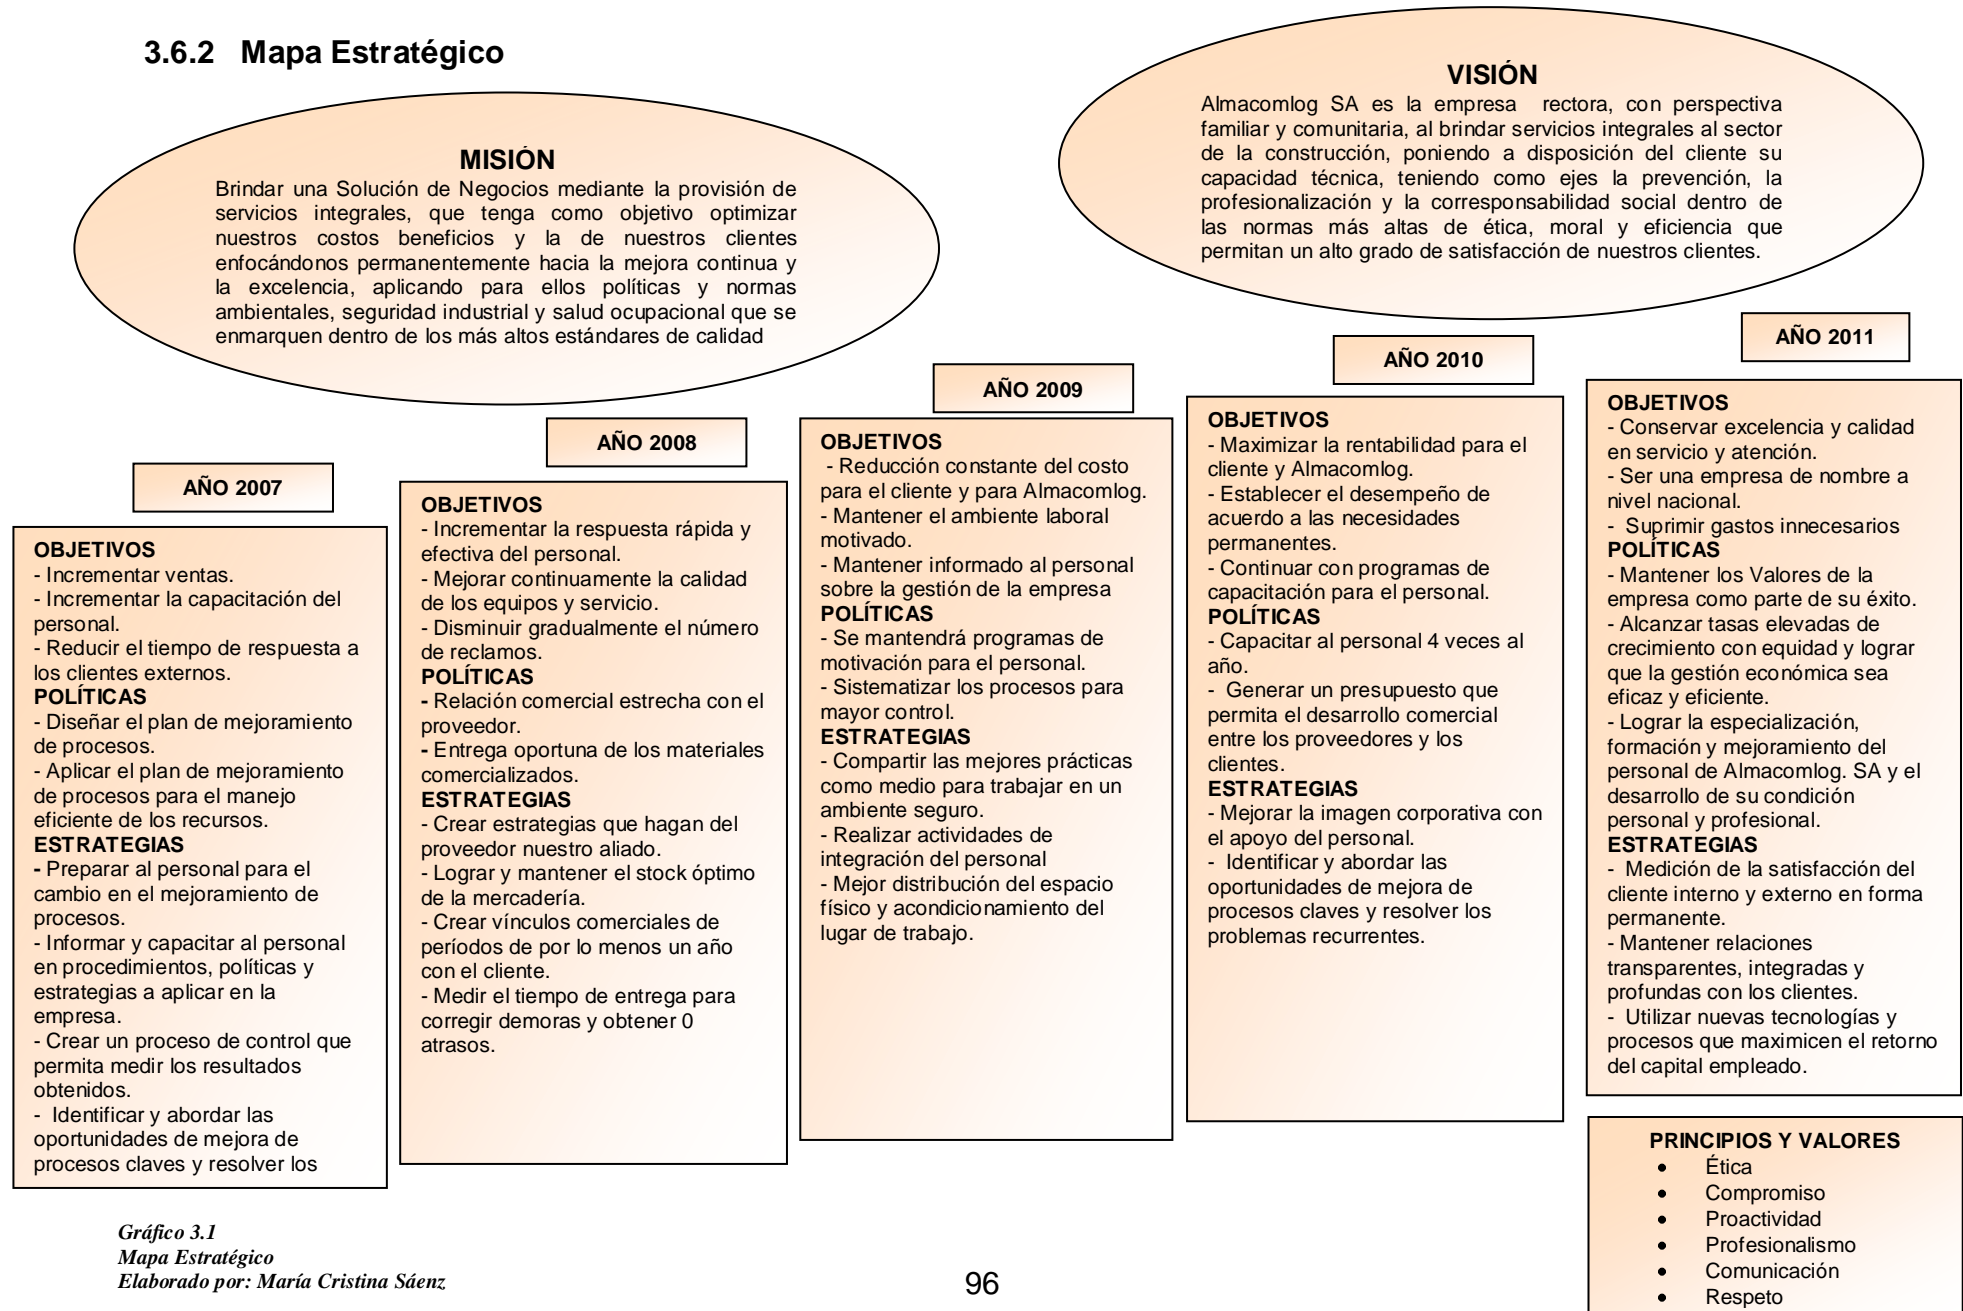 3.6.2 Mapa Estratégico
MISIÓN
Brindar una Solución de Negocios mediante la provisión de
servicios integrales, que tenga como objetivo optimizar
nuestros costos beneficios y la de nuestros clientes
enfocándonos permanentemente hacia la mejora continua y
la excelencia, aplicando para ellos políticas y normas
ambientales, seguridad industrial y salud ocupacional que se
enmarquen dentro de los más altos estándares de calidad
VISIÓN
Almacomlog SA es la empresa rectora, con perspectiva
familiar y comunitaria, al brindar servicios integrales al sector
de la construcción, poniendo a disposición del cliente su
capacidad técnica, teniendo como ejes la prevención, la
profesionalización y la corresponsabilidad social dentro de
las normas más altas de ética, moral y eficiencia que
permitan un alto grado de satisfacción de nuestros clientes.
AÑO 2007
OBJETIVOS
- Incrementar ventas.
- Incrementar la capacitación del
personal.
- Reducir el tiempo de respuesta a
los clientes externos.
POLÍTICAS
- Diseñar el plan de mejoramiento
de procesos.
- Aplicar el plan de mejoramiento
de procesos para el manejo
eficiente de los recursos.
ESTRATEGIAS
- Preparar al personal para el
cambio en el mejoramiento de
procesos.
- Informar y capacitar al personal
en procedimientos, políticas y
estrategias a aplicar en la
empresa.
- Crear un proceso de control que
permita medir los resultados
obtenidos.
- Identificar y abordar las
oportunidades de mejora de
procesos claves y resolver los
AÑO 2008
OBJETIVOS
- Incrementar la respuesta rápida y
efectiva del personal.
- Mejorar continuamente la calidad
de los equipos y servicio.
- Disminuir gradualmente el número
de reclamos.
POLÍTICAS
- Relación comercial estrecha con el
proveedor.
- Entrega oportuna de los materiales
comercializados.
ESTRATEGIAS
- Crear estrategias que hagan del
proveedor nuestro aliado.
- Lograr y mantener el stock óptimo
de la mercadería.
- Crear vínculos comerciales de
períodos de por lo menos un año
con el cliente.
- Medir el tiempo de entrega para
corregir demoras y obtener 0
atrasos.
AÑO 2009
OBJETIVOS
- Reducción constante del costo
para el cliente y para Almacomlog.
- Mantener el ambiente laboral
motivado.
- Mantener informado al personal
sobre la gestión de la empresa
POLÍTICAS
- Se mantendrá programas de
motivación para el personal.
- Sistematizar los procesos para
mayor control.
ESTRATEGIAS
- Compartir las mejores prácticas
como medio para trabajar en un
ambiente seguro.
- Realizar actividades de
integración del personal
- Mejor distribución del espacio
físico y acondicionamiento del
lugar de trabajo.
AÑO 2010
OBJETIVOS
- Maximizar la rentabilidad para el
cliente y Almacomlog.
- Establecer el desempeño de
acuerdo a las necesidades
permanentes.
- Continuar con programas de
capacitación para el personal.
POLÍTICAS
- Capacitar al personal 4 veces al
año.
- Generar un presupuesto que
permita el desarrollo comercial
entre los proveedores y los
clientes.
ESTRATEGIAS
- Mejorar la imagen corporativa con
el apoyo del personal.
- Identificar y abordar las
oportunidades de mejora de
procesos claves y resolver los
problemas recurrentes.
AÑO 2011
OBJETIVOS
- Conservar excelencia y calidad
en servicio y atención.
- Ser una empresa de nombre a
nivel nacional.
- Suprimir gastos innecesarios
POLÍTICAS
- Mantener los Valores de la
empresa como parte de su éxito.
- Alcanzar tasas elevadas de
crecimiento con equidad y lograr
que la gestión económica sea
eficaz y eficiente.
- Lograr la especialización,
formación y mejoramiento del
personal de Almacomlog. SA y el
desarrollo de su condición
personal y profesional.
ESTRATEGIAS
- Medición de la satisfacción del
cliente interno y externo en forma
permanente.
- Mantener relaciones
transparentes, integradas y
profundas con los clientes.
- Utilizar nuevas tecnologías y
procesos que maximicen el retorno
del capital empleado.
PRINCIPIOS Y VALORES
• Ética
• Compromiso
• Proactividad
• Profesionalismo
• Comunicación
• Respeto
Gráfico 3.1
Mapa Estratégico
Elaborado por: María Cristina Sáenz
96